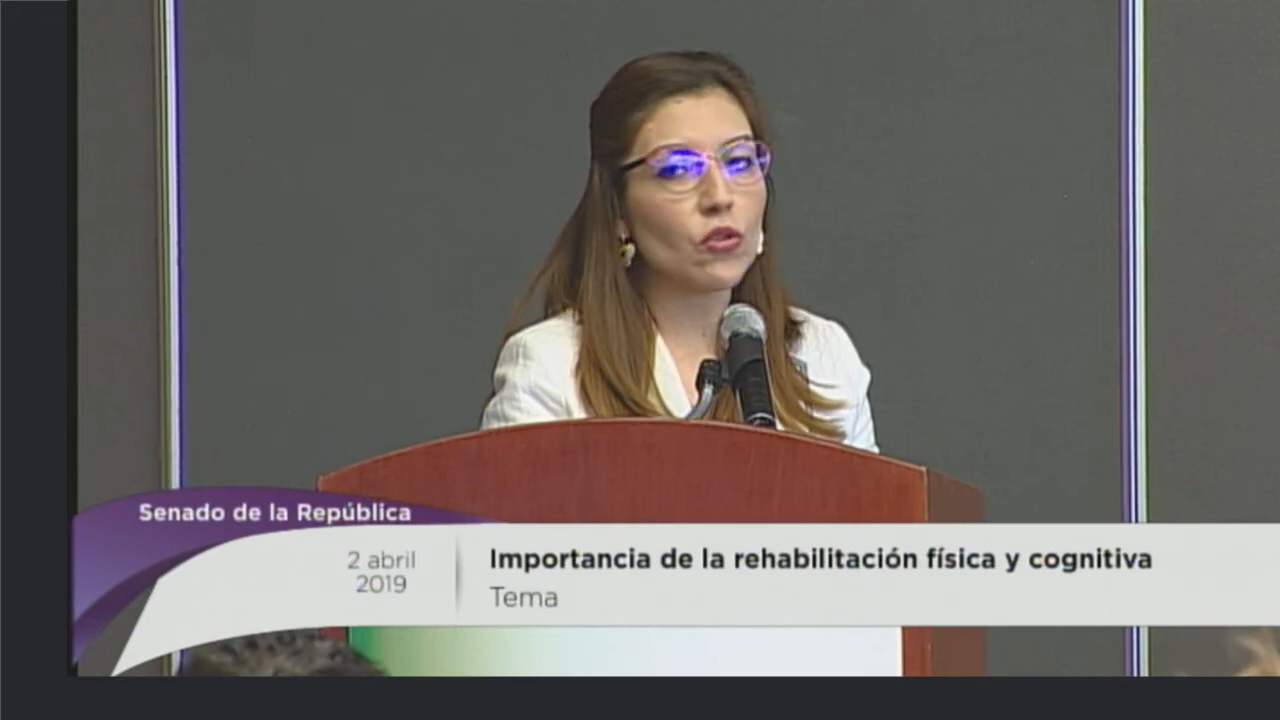 Senado de la República
2 abril
2019
Importancia de la rehabilitación física y cognitiva
Tema